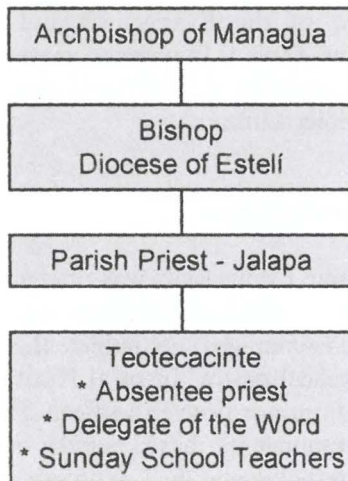 Archbishop of Managua
Bishop
Diocese of Estelí
Parish Priest - Jalapa
Teotecacinte
* Absentee priest
* Delegate of the Word
* Sunday School Teachers